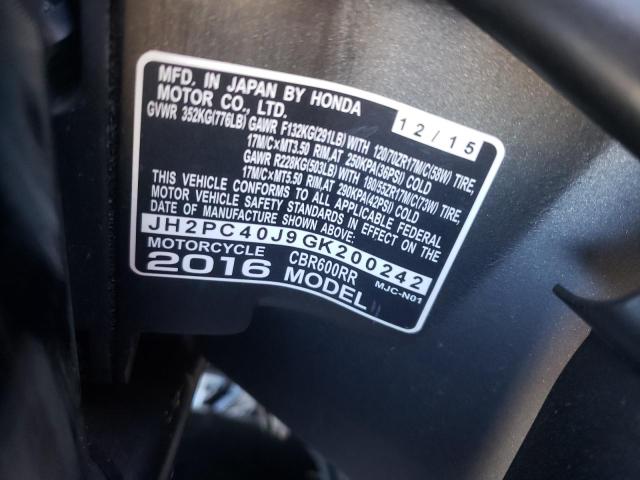 MFD. IN JAPAN BY HONDA
MOTOR CO., LTD. 12/15
GVWR 352KG(776LB) GAWR F132KG(291LB) WITH 120/70ZR17M/C(58W) TIRE,
17M/C×MT3.50 RIM,AT 250KPA(36PSI) COLD
GAWR R228KG(503LB) WITH 180/55ZR17M/C(73W) TIRE,
17M/C×MT5.50 RIM,AT 290KPA(42PSI) COLD
THIS VEHICLE CONFORMS TO ALL APPLICABLE FEDERAL
MOTOR VEHICLE SAFETY STANDARDS IN EFFECT ON THE
DATE OF MANUFACTURE SHOWN ABOVE:
JH2PC40J9GK200242
MOTORCYCLE CBR600RR MJC-N01
2016 MODEL